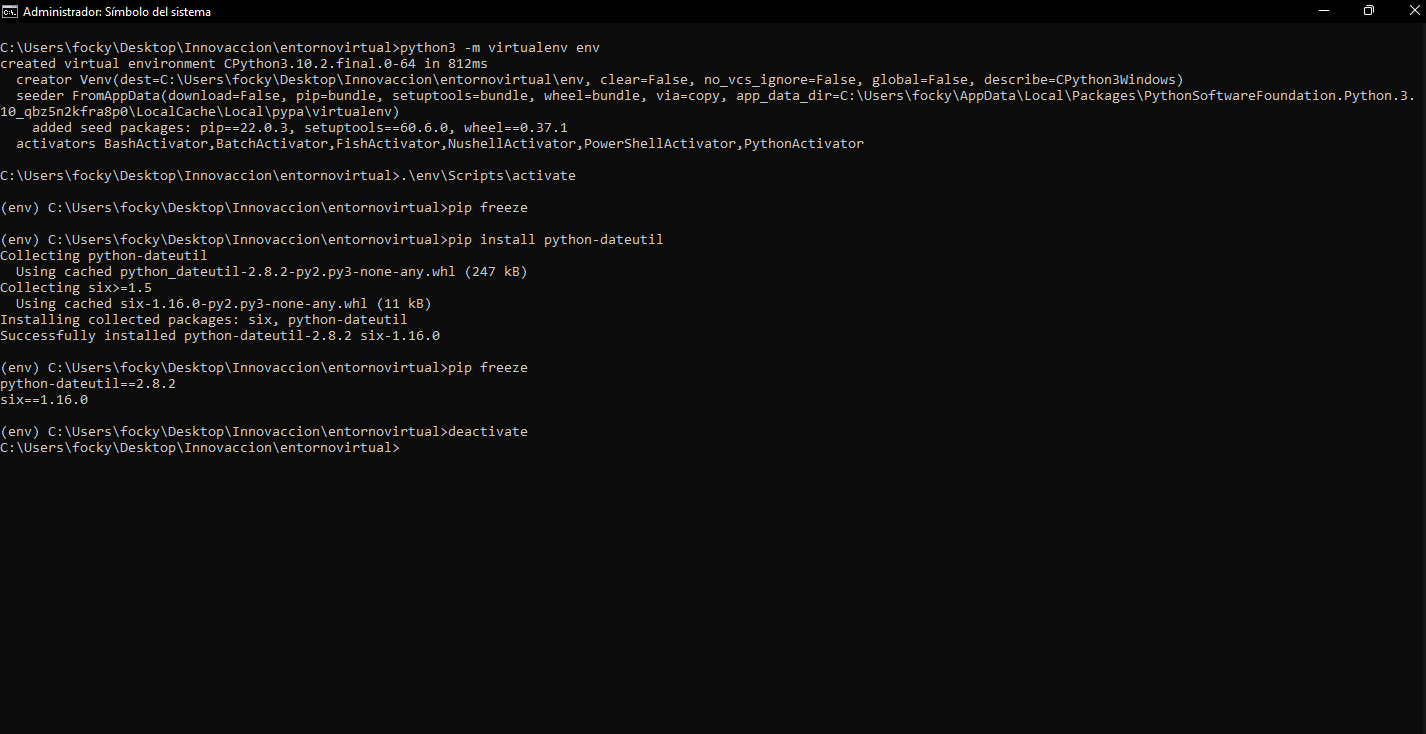 Administrador: Símbolo del sistema
C:\Users\focky\Desktop\Innovaccion\entornovirtual>python3 -m virtualenv env
created virtual environment CPython3.10.2.final.0-64 in 812ms
  creator Venv(dest=C:\Users\focky\Desktop\Innovaccion\entornovirtual\env, clear=False, no_vcs_ignore=False, global=False, describe=CPython3Windows)
  seeder FromAppData(download=False, pip=bundle, setuptools=bundle, wheel=bundle, via=copy, app_data_dir=C:\Users\focky\AppData\Local\Packages\PythonSoftwareFoundation.Python.3.
10_qbz5n2kfra8p0\LocalCache\Local\pypa\virtualenv)
    added seed packages: pip==22.0.3, setuptools==60.6.0, wheel==0.37.1
  activators BashActivator,BatchActivator,FishActivator,NushellActivator,PowerShellActivator,PythonActivator
C:\Users\focky\Desktop\Innovaccion\entornovirtual>.\env\Scripts\activate
(env) C:\Users\focky\Desktop\Innovaccion\entornovirtual>pip freeze
(env) C:\Users\focky\Desktop\Innovaccion\entornovirtual>pip install python-dateutil
Collecting python-dateutil
  Using cached python_dateutil-2.8.2-py2.py3-none-any.whl (247 kB)
Collecting six>=1.5
  Using cached six-1.16.0-py2.py3-none-any.whl (11 kB)
Installing collected packages: six, python-dateutil
Successfully installed python-dateutil-2.8.2 six-1.16.0
(env) C:\Users\focky\Desktop\Innovaccion\entornovirtual>pip freeze
python-dateutil==2.8.2
six==1.16.0
(env) C:\Users\focky\Desktop\Innovaccion\entornovirtual>deactivate
C:\Users\focky\Desktop\Innovaccion\entornovirtual>